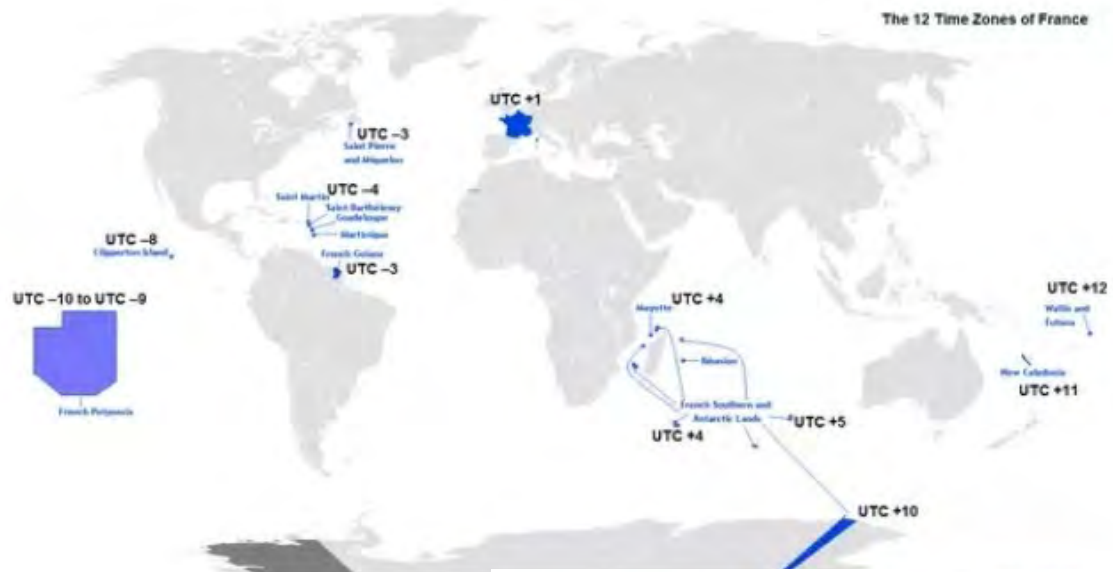 The 12 Time Zones of France
UTC +1
UTC –3
Saint Pierre
and Miquelon
UTC –4
Saint Martin
Saint Barthélemy
Guadeloupe
Martinique
UTC –8
Clipperton Island
French Guiana
UTC –3
UTC –10 to UTC –9
French Polynesia
UTC +4
Mayotte
Réunion
French Southern and
Antarctic Lands
UTC +4
UTC +5
UTC +12
Wallis and
Futuna
New Caledonia
UTC +11
UTC +10